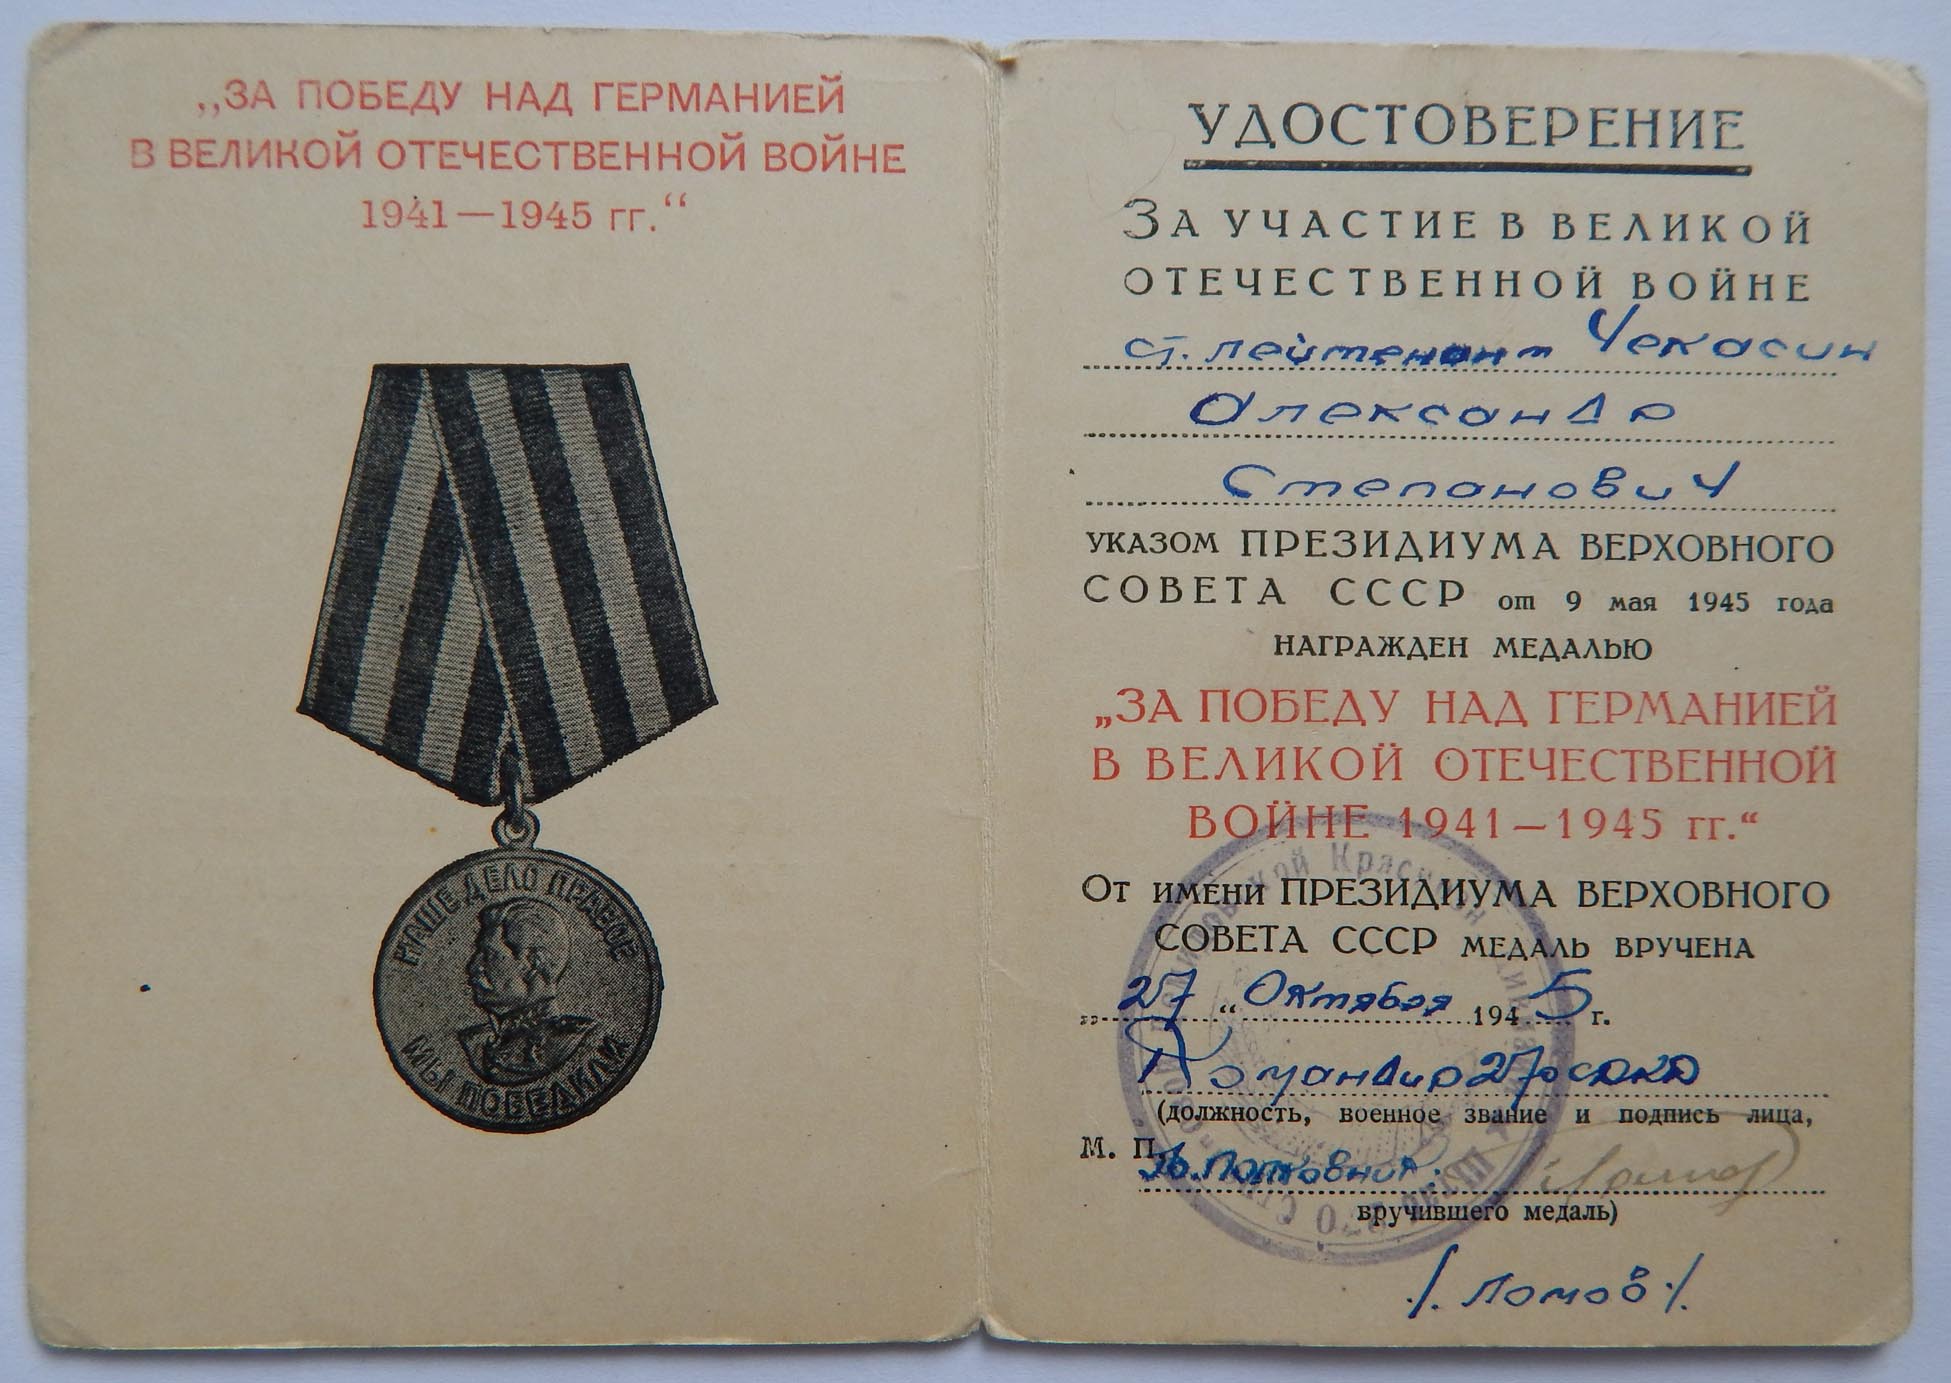 „ЗА ПОБЕДУ НАД ГЕРМАНИЕЙ
В ВЕЛИКОЙ ОТЕЧЕСТВЕННОЙ ВОЙНЕ
1941—1945 гг.“
НАШЕ ДЕЛО ПРАВОЕ
МЫ ПОБЕДИЛИ
УДОСТОВЕРЕНИЕ
ЗА УЧАСТИЕ В ВЕЛИКОЙ
ОТЕЧЕСТВЕННОЙ ВОЙНЕ
ст. лейтенант Чекасин
Александр
Степанович
УКАЗОМ ПРЕЗИДИУМА ВЕРХОВНОГО
СОВЕТА СССР от 9 мая 1945 года
НАГРАЖДЕН МЕДАЛЬЮ
„ЗА ПОБЕДУ НАД ГЕРМАНИЕЙ
В ВЕЛИКОЙ ОТЕЧЕСТВЕННОЙ
ВОЙНЕ 1941—1945 гг.“
От имени ПРЕЗИДИУМА ВЕРХОВНОГО
СОВЕТА СССР МЕДАЛЬ ВРУЧЕНА
„27“ Октября 1945 г.
Командир 27
(должность, военное звание и подпись лица,
М. П.
Полковник.
вручившего медаль)
/. Ломов ./